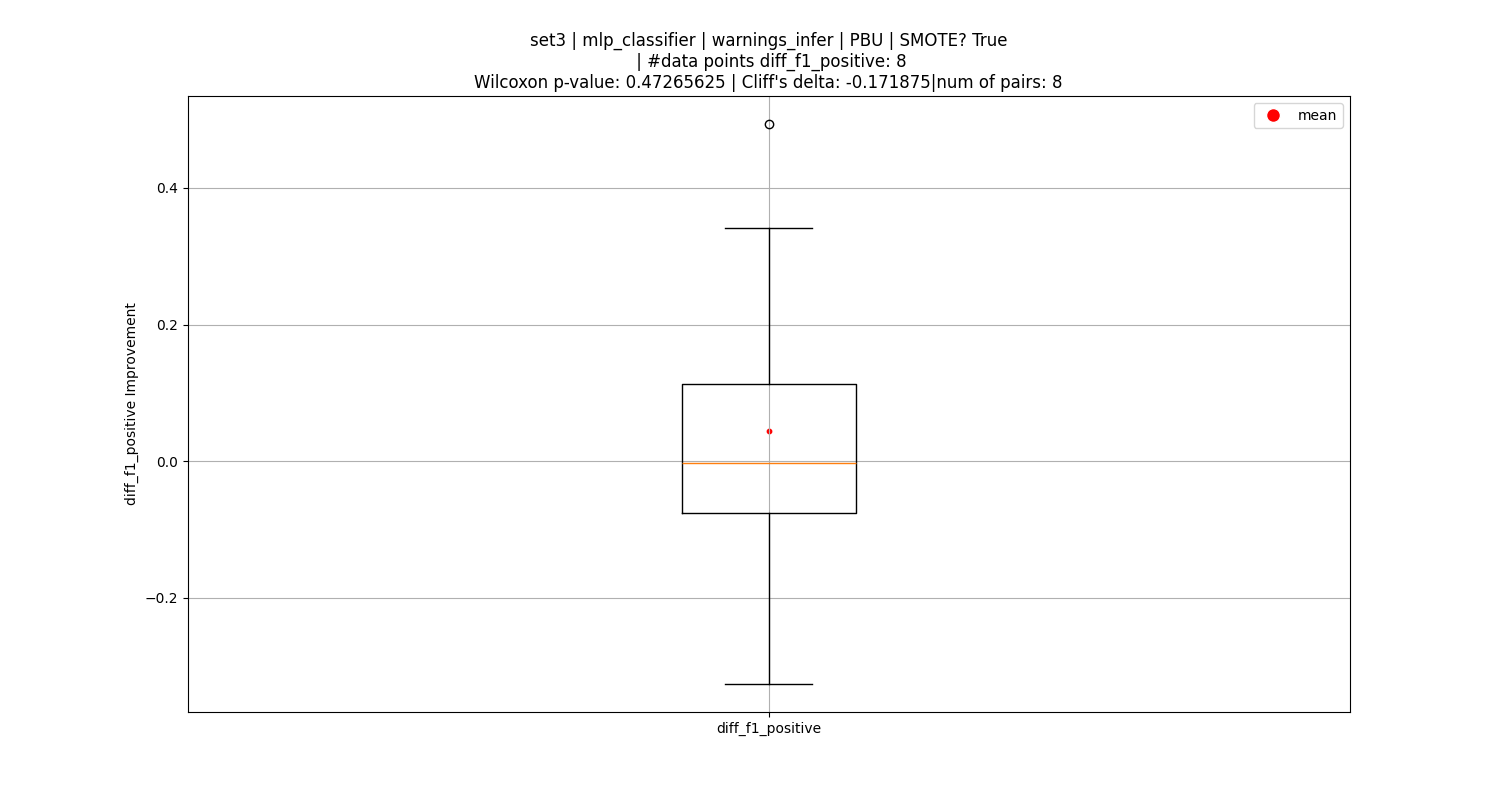 set3 | mlp_classifier | warnings_infer | PBU | SMOTE? True
| #data points diff_f1_positive: 8
Wilcoxon p-value: 0.47265625 | Cliff's delta: -0.171875|num of pairs: 8
mean
0.4
0.2
0.0
−0.2
diff_f1_positive Improvement
diff_f1_positive